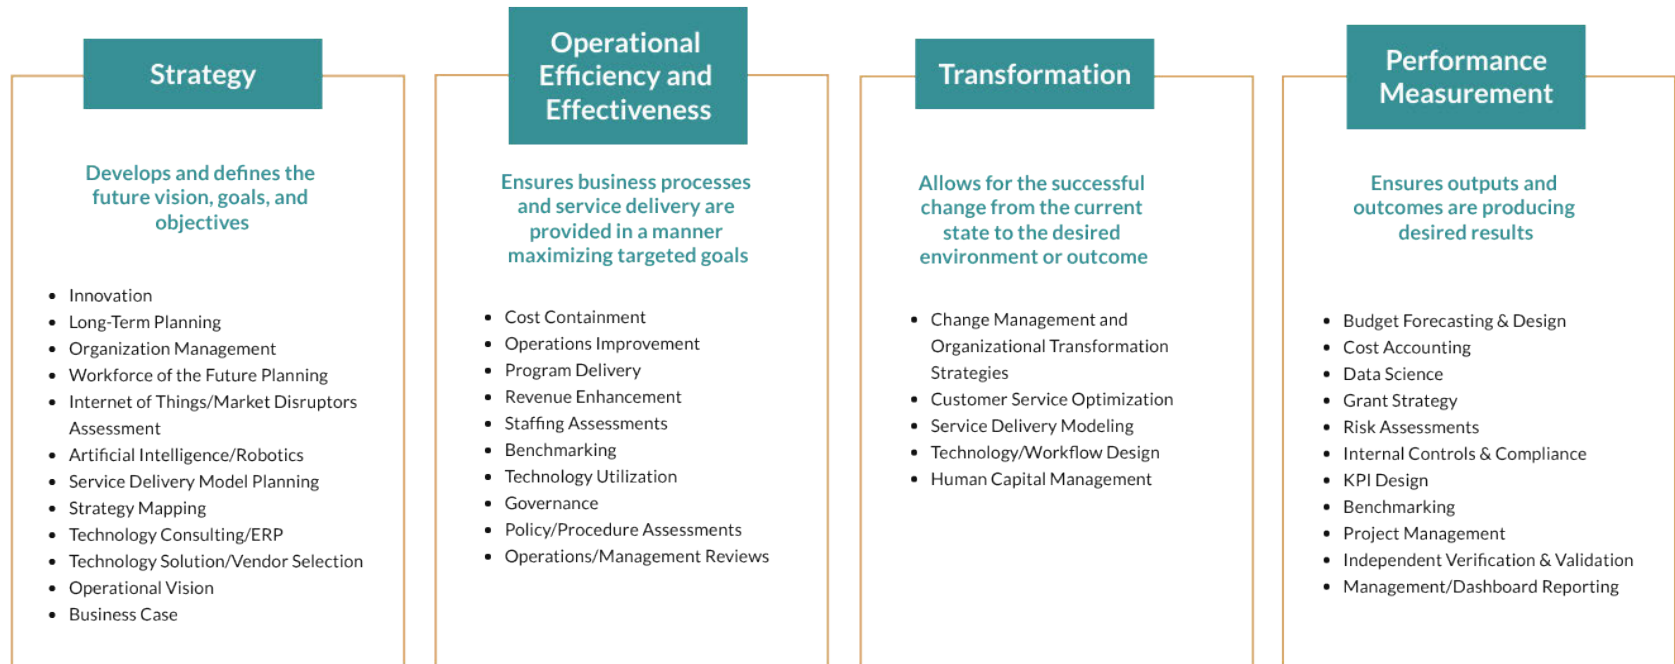 Strategy
Develops and defines the
future vision, goals, and
objectives
• Innovation
• Long-Term Planning
• Organization Management
• Workforce of the Future Planning
• Internet of Things/Market Disruptors
Assessment
• Artificial Intelligence/Robotics
• Service Delivery Model Planning
• Strategy Mapping
• Technology Consulting/ERP
• Technology Solution/Vendor Selection
• Operational Vision
• Business Case
Operational
Efficiency and
Effectiveness
Ensures business processes
and service delivery are
provided in a manner
maximizing targeted goals
• Cost Containment
• Operations Improvement
• Program Delivery
• Revenue Enhancement
• Staffing Assessments
• Benchmarking
• Technology Utilization
• Governance
• Policy/Procedure Assessments
• Operations/Management Reviews
Transformation
Allows for the successful
change from the current
state to the desired
environment or outcome
• Change Management and
Organizational Transformation
Strategies
• Customer Service Optimization
• Service Delivery Modeling
• Technology/Workflow Design
• Human Capital Management
Performance
Measurement
Ensures outputs and
outcomes are producing
desired results
• Budget Forecasting & Design
• Cost Accounting
• Data Science
• Grant Strategy
• Risk Assessments
• Internal Controls & Compliance
• KPI Design
• Benchmarking
• Project Management
• Independent Verification & Validation
• Management/Dashboard Reporting